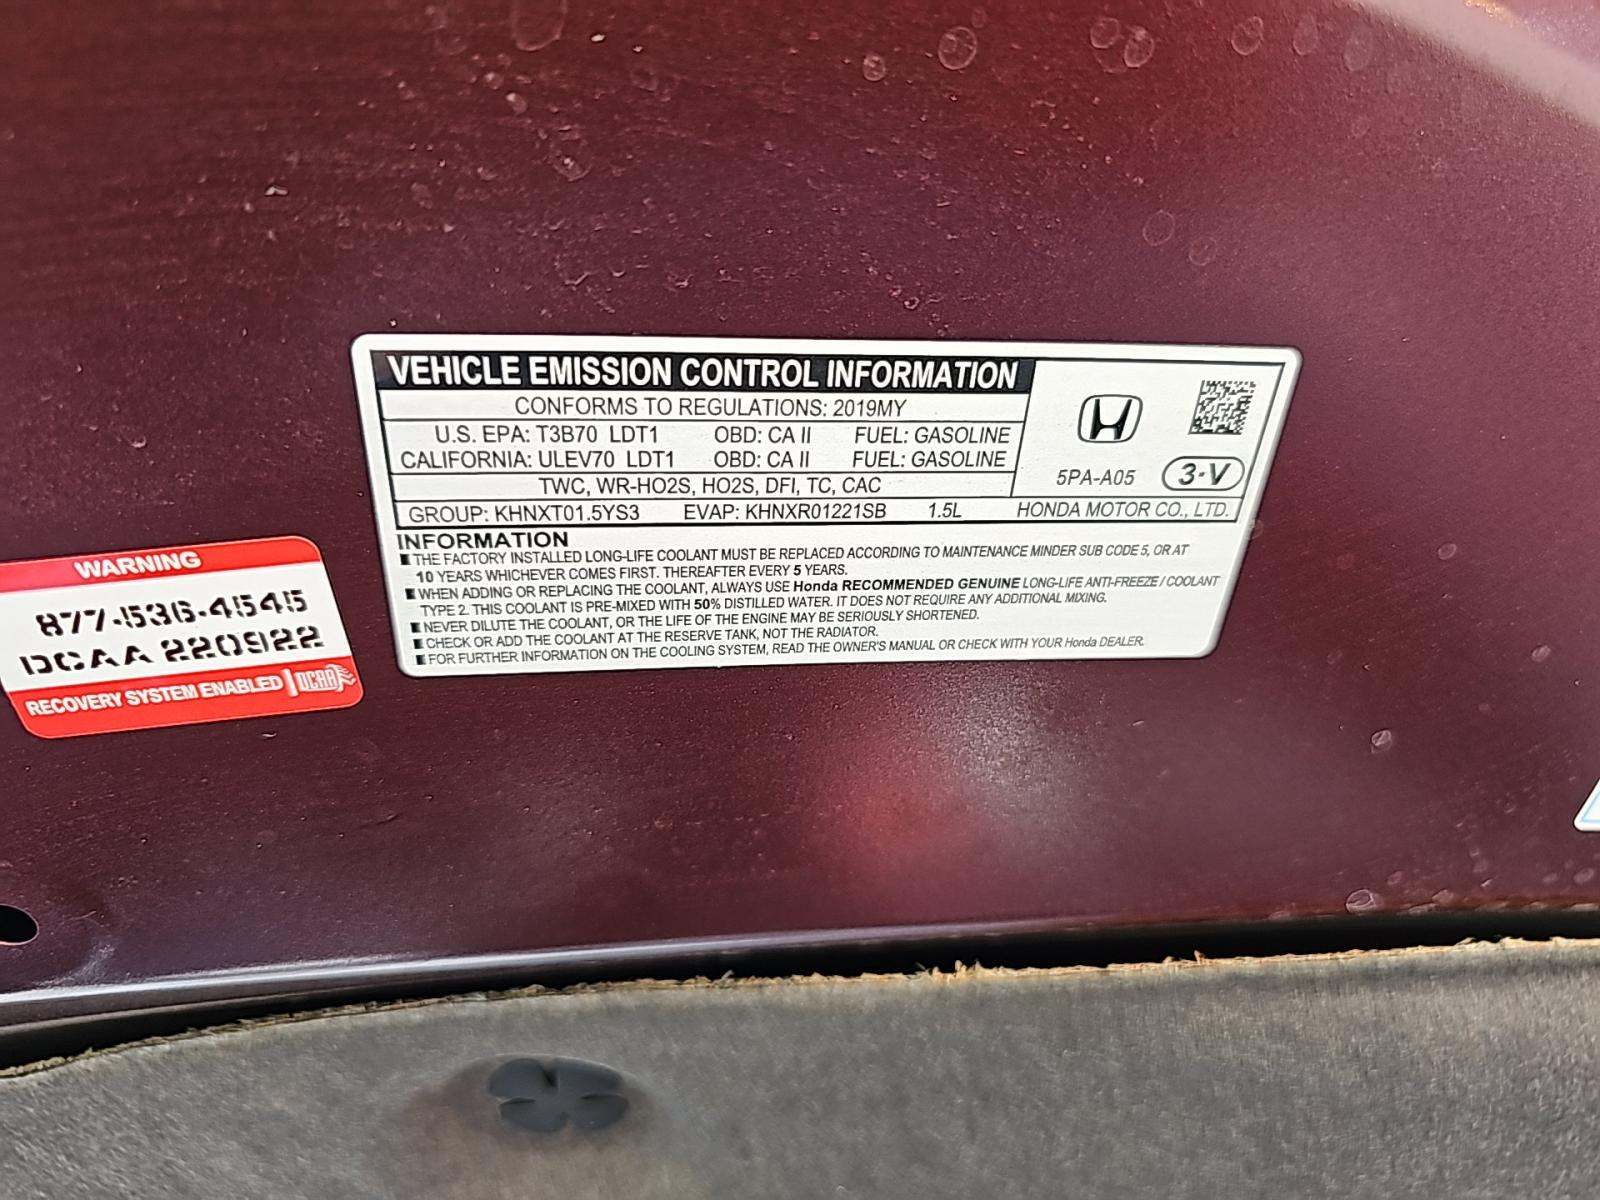 VEHICLE EMISSION CONTROL INFORMATION
CONFORMS TO REGULATIONS: 2019MY
U.S. EPA: T3B70 LDT1 OBD: CA II FUEL: GASOLINE
CALIFORNIA: ULEV70 LDT1 OBD: CA II FUEL: GASOLINE
TWC, WR-HO2S, HO2S, DFI, TC, CAC
5PA-A05 3-V
GROUP: KHNXT01.5YS3 EVAP: KHNXR01221SB 1.5L HONDA MOTOR CO., LTD.
INFORMATION
■ THE FACTORY INSTALLED LONG-LIFE COOLANT MUST BE REPLACED ACCORDING TO MAINTENANCE MINDER SUB CODE 5, OR AT
10 YEARS WHICHEVER COMES FIRST. THEREAFTER EVERY 5 YEARS.
■ WHEN ADDING OR REPLACING THE COOLANT, ALWAYS USE Honda RECOMMENDED GENUINE LONG-LIFE ANTI-FREEZE / COOLANT
TYPE 2. THIS COOLANT IS PRE-MIXED WITH 50% DISTILLED WATER. IT DOES NOT REQUIRE ANY ADDITIONAL MIXING.
■ NEVER DILUTE THE COOLANT, OR THE LIFE OF THE ENGINE MAY BE SERIOUSLY SHORTENED.
■ CHECK OR ADD THE COOLANT AT THE RESERVE TANK, NOT THE RADIATOR.
■ FOR FURTHER INFORMATION ON THE COOLING SYSTEM, READ THE OWNER'S MANUAL OR CHECK WITH YOUR Honda DEALER.
WARNING
877-536-4545
DCAA 220922
RECOVERY SYSTEM ENABLED DCAA